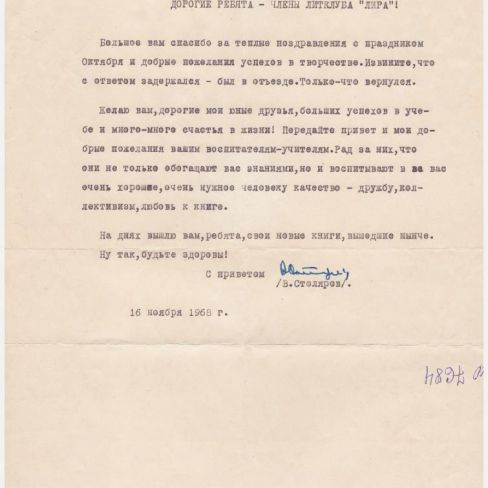 ДОРОГИЕ РЕБЯТА - ЧЛЕНЫ ЛИТКЛУБА "ЛИРА"!
Большое вам спасибо за теплые поздравления с праздником
Октября и добрые пожелания успехов в творчестве.Извините,что
с ответом задержался - был в отъезде.Только-что вернулся.
Желаю вам,дорогие мои юные друзья,больших успехов в уче-
бе и много-много счастья в жизни! Передайте привет и мои до-
брые пожелания вашим воспитателям-учителям.Рад за них,что
они не только обогащают вас знаниями,но и воспитывают в вас
очень хорошее,очень нужное человеку качество - дружбу,кол-
лективизм,любовь к книге.
На днях вышлю вам,ребята,свои новые книги,вышедшие нынче.
Ну так,будьте здоровы!
С приветом
/В.Столяров/.
16 ноября 1968 г.